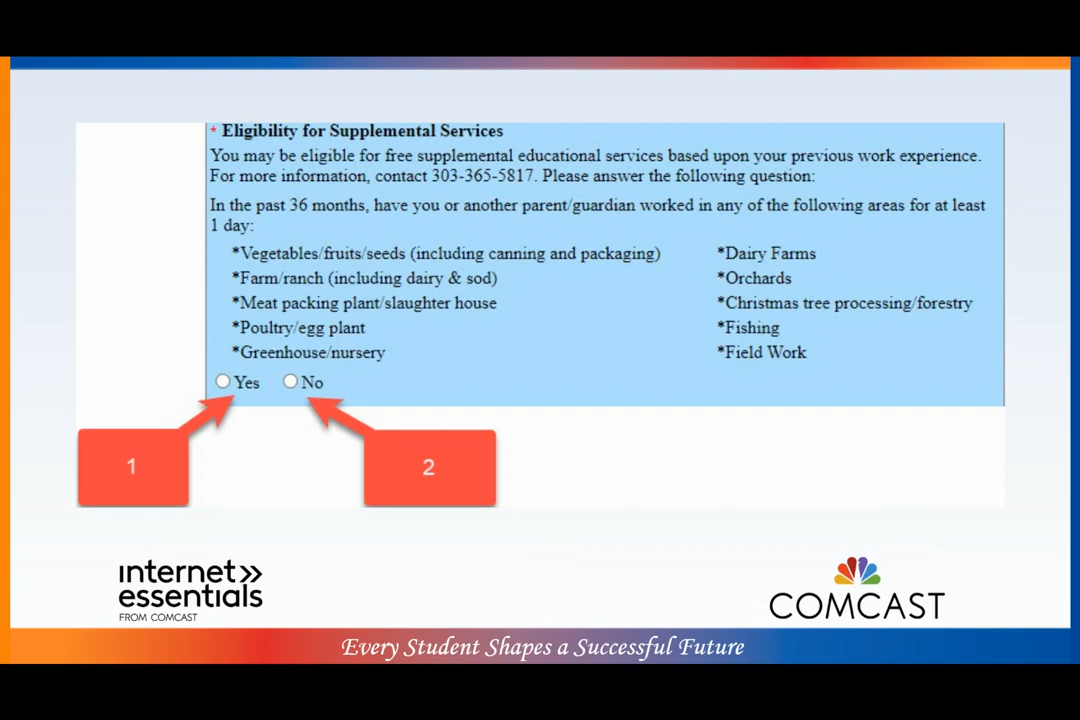 * Eligibility for Supplemental Services
You may be eligible for free supplemental educational services based upon your previous work experience.
For more information, contact 303-365-5817. Please answer the following question:
In the past 36 months, have you or another parent/guardian worked in any of the following areas for at least
1 day:
*Vegetables/fruits/seeds (including canning and packaging)
*Farm/ranch (including dairy & sod)
*Meat packing plant/slaughter house
*Poultry/egg plant
*Greenhouse/nursery
*Dairy Farms
*Orchards
*Christmas tree processing/forestry
*Fishing
*Field Work
Yes No
1
2
internet
essentials
FROM COMCAST
COMCAST
Every Student Shapes a Successful Future